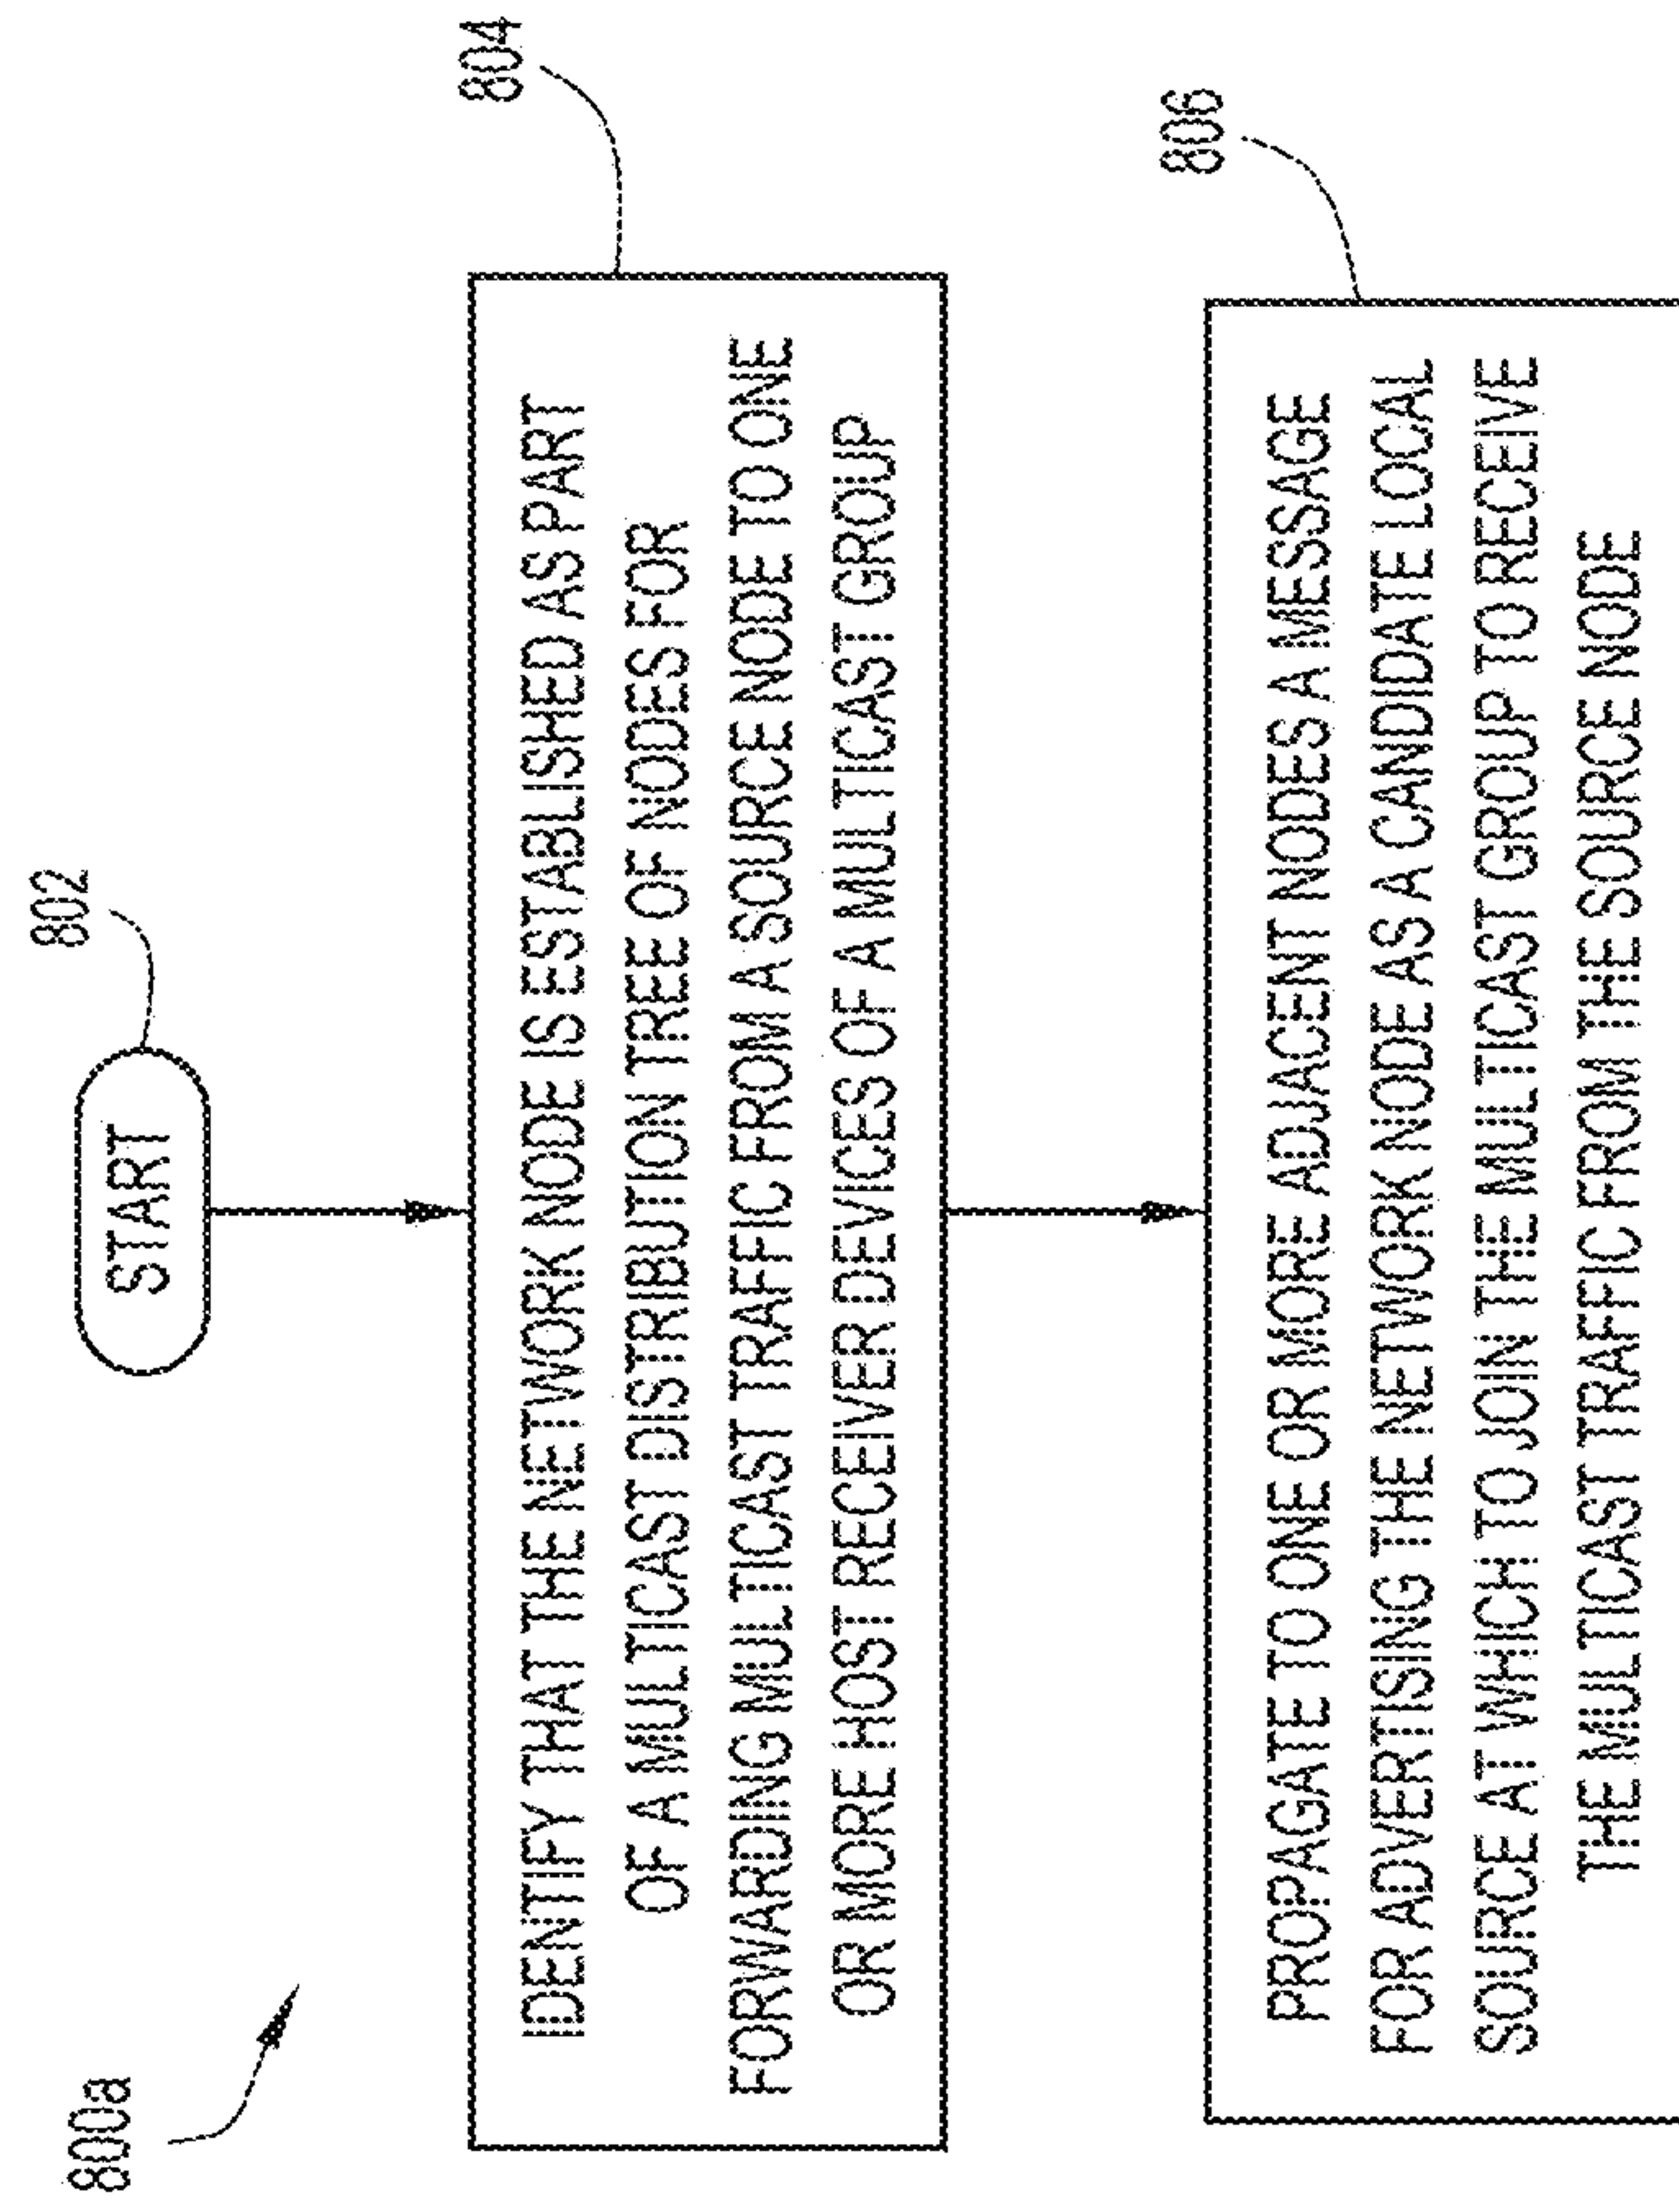 800a
802
START
804
IDENTIFY THAT THE NETWORK NODE IS ESTABLISHED AS PART
OF A MULTICAST DISTRIBUTION TREE OF NODES FOR
FORWARDING MULTICAST TRAFFIC FROM A SOURCE NODE TO ONE
OR MORE HOST RECEIVER DEVICES OF A MULTICAST GROUP
806
PROPAGATE TO ONE OR MORE ADJACENT NODES A MESSAGE
FOR ADVERTISING THE NETWORK NODE AS A CANDIDATE LOCAL
SOURCE AT WHICH TO JOIN THE MULTICAST GROUP TO RECEIVE
THE MULTICAST TRAFFIC FROM THE SOURCE NODE